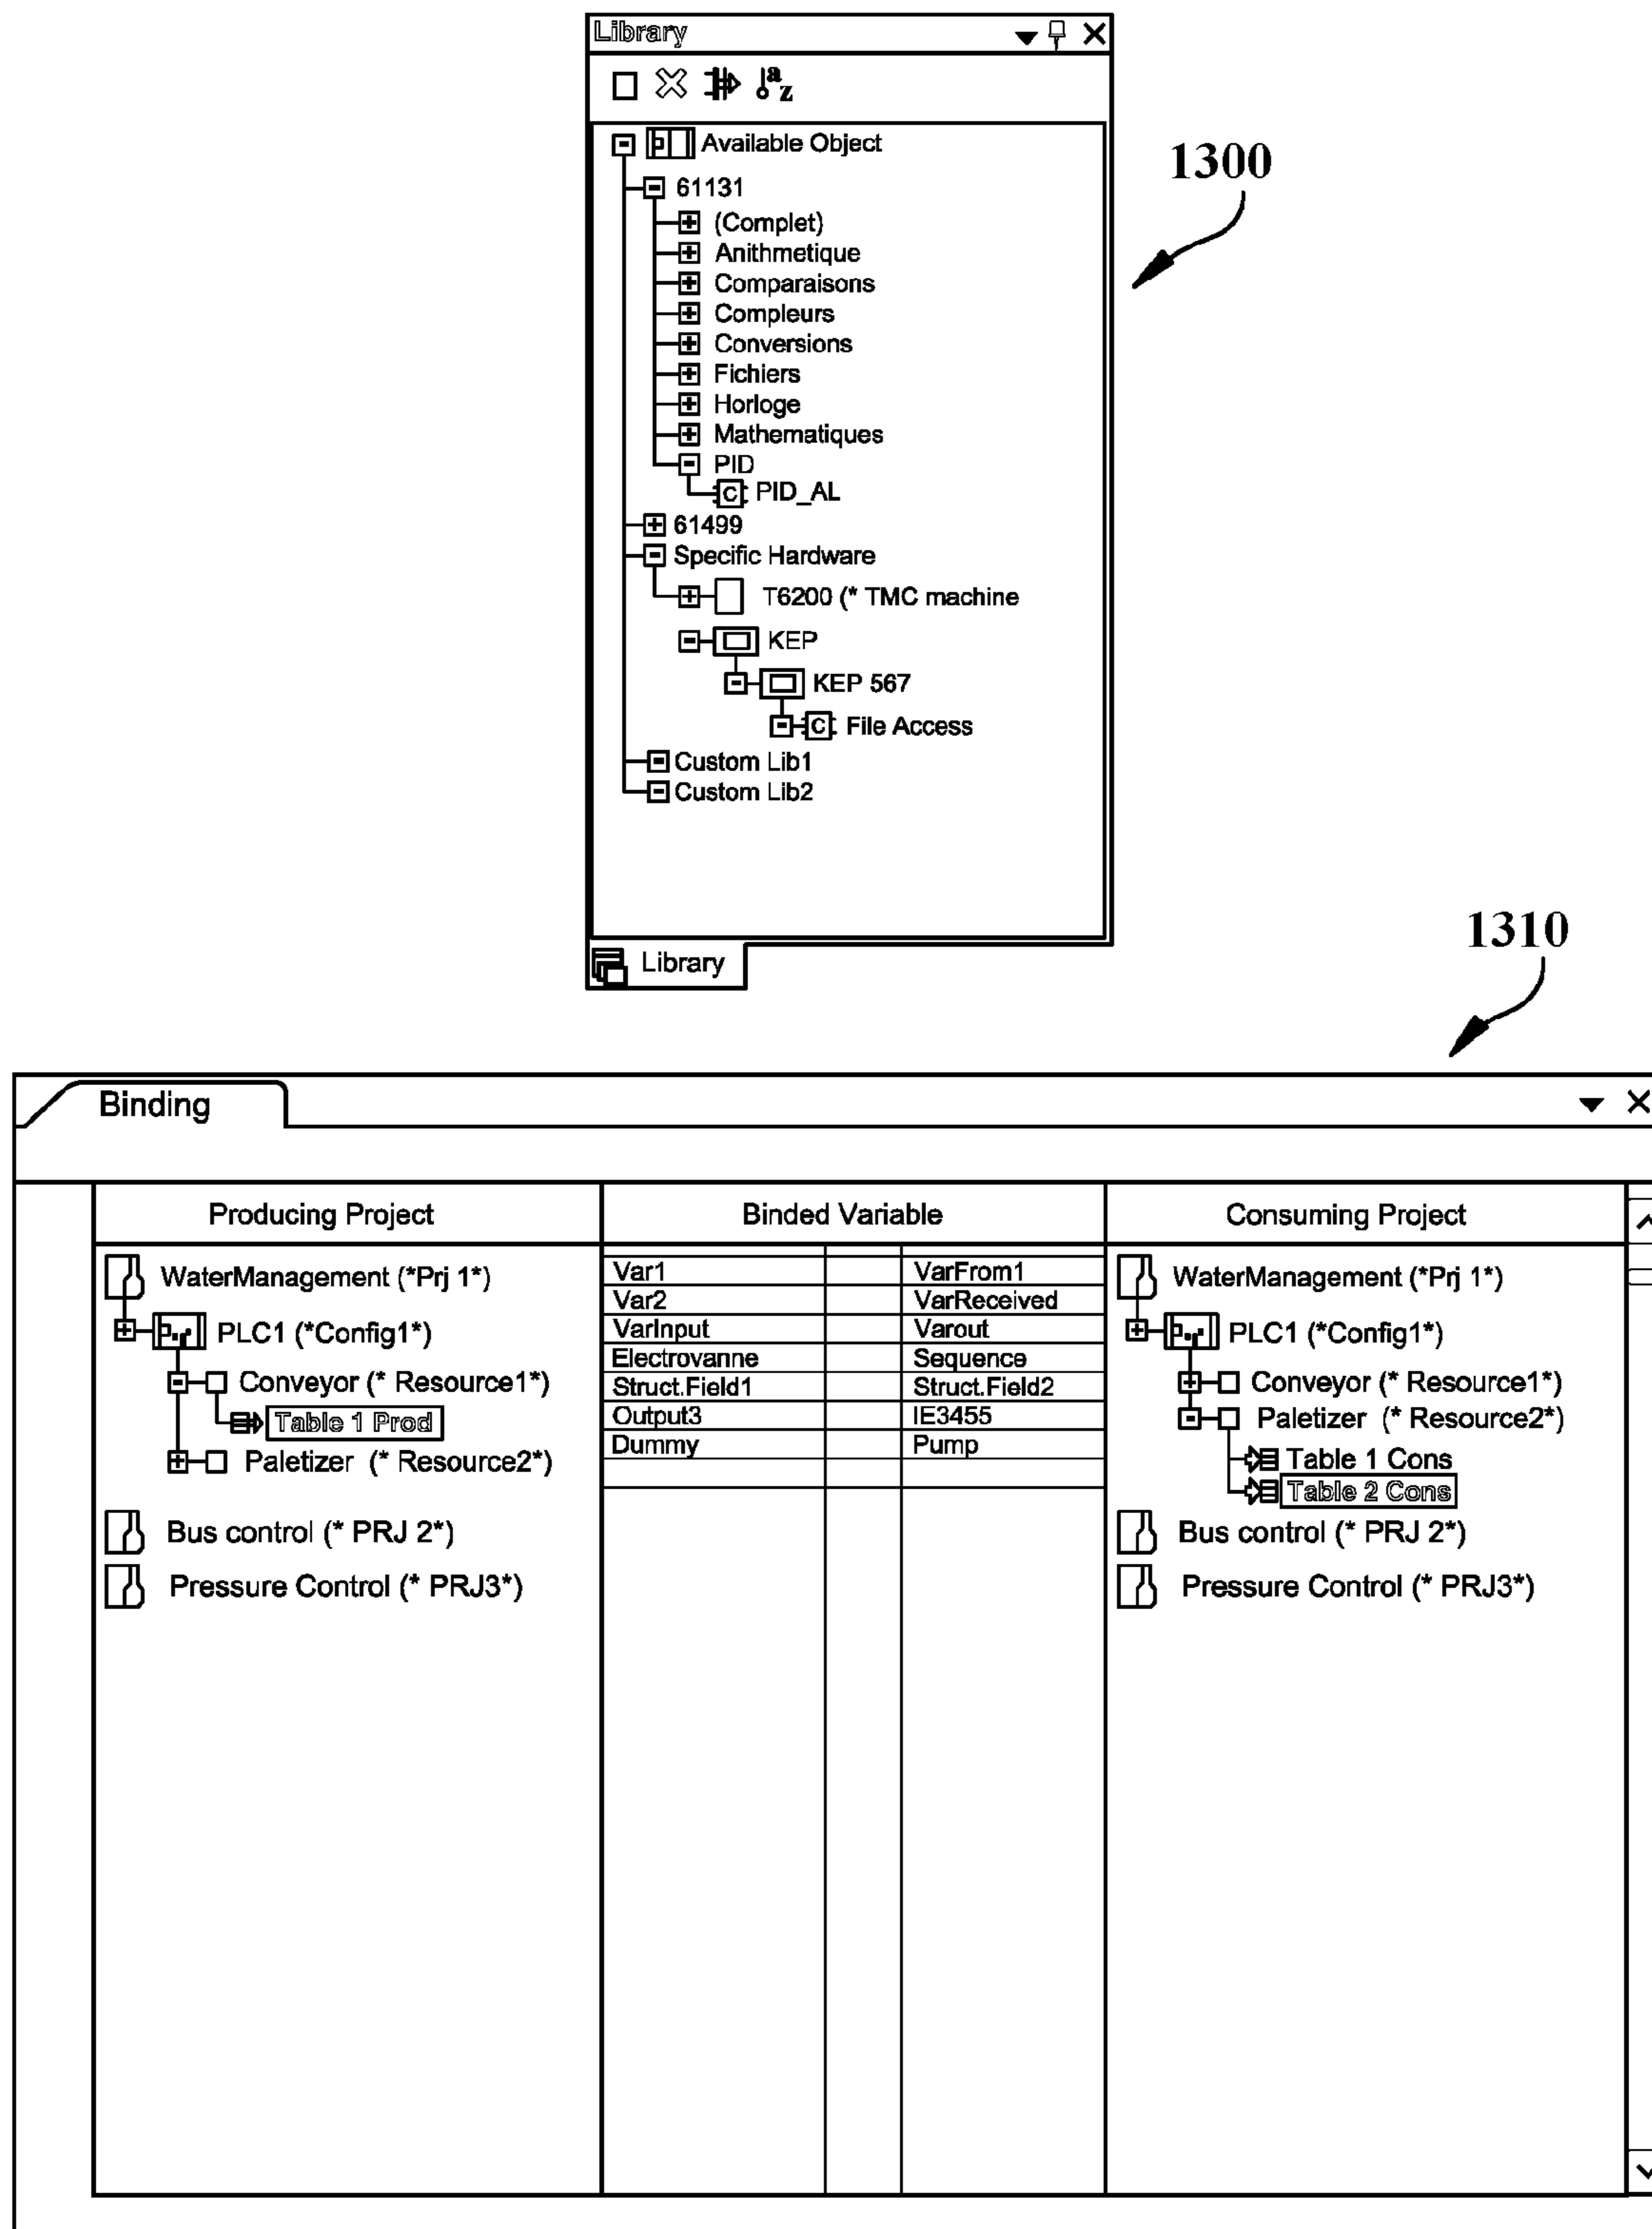 Library
a
z
Available Object
1300
61131
(Complet)
Anithmetique
Comparaisons
Compleurs
Conversions
Fichiers
Horloge
Mathematiques
PID
C PID_AL
61499
Specific Hardware
T6200 (* TMC machine
KEP
KEP 567
C File Access
Custom Lib1
Custom Lib2
1310
Library
Binding
Producing Project
Binded Variable
Consuming Project
WaterManagement (*Prj 1*)
PLC1 (*Config1*)
Conveyor (* Resource1*)
Table 1 Prod
Paletizer (* Resource2*)
Bus control (* PRJ 2*)
Pressure Control (* PRJ3*)
Var1 VarFrom1
Var2 VarReceived
VarInput Varout
Electrovanne Sequence
Struct.Field1 Struct.Field2
Output3 IE3455
Dummy Pump
WaterManagement (*Prj 1*)
PLC1 (*Config1*)
Conveyor (* Resource1*)
Paletizer (* Resource2*)
Table 1 Cons
Table 2 Cons
Bus control (* PRJ 2*)
Pressure Control (* PRJ3*)